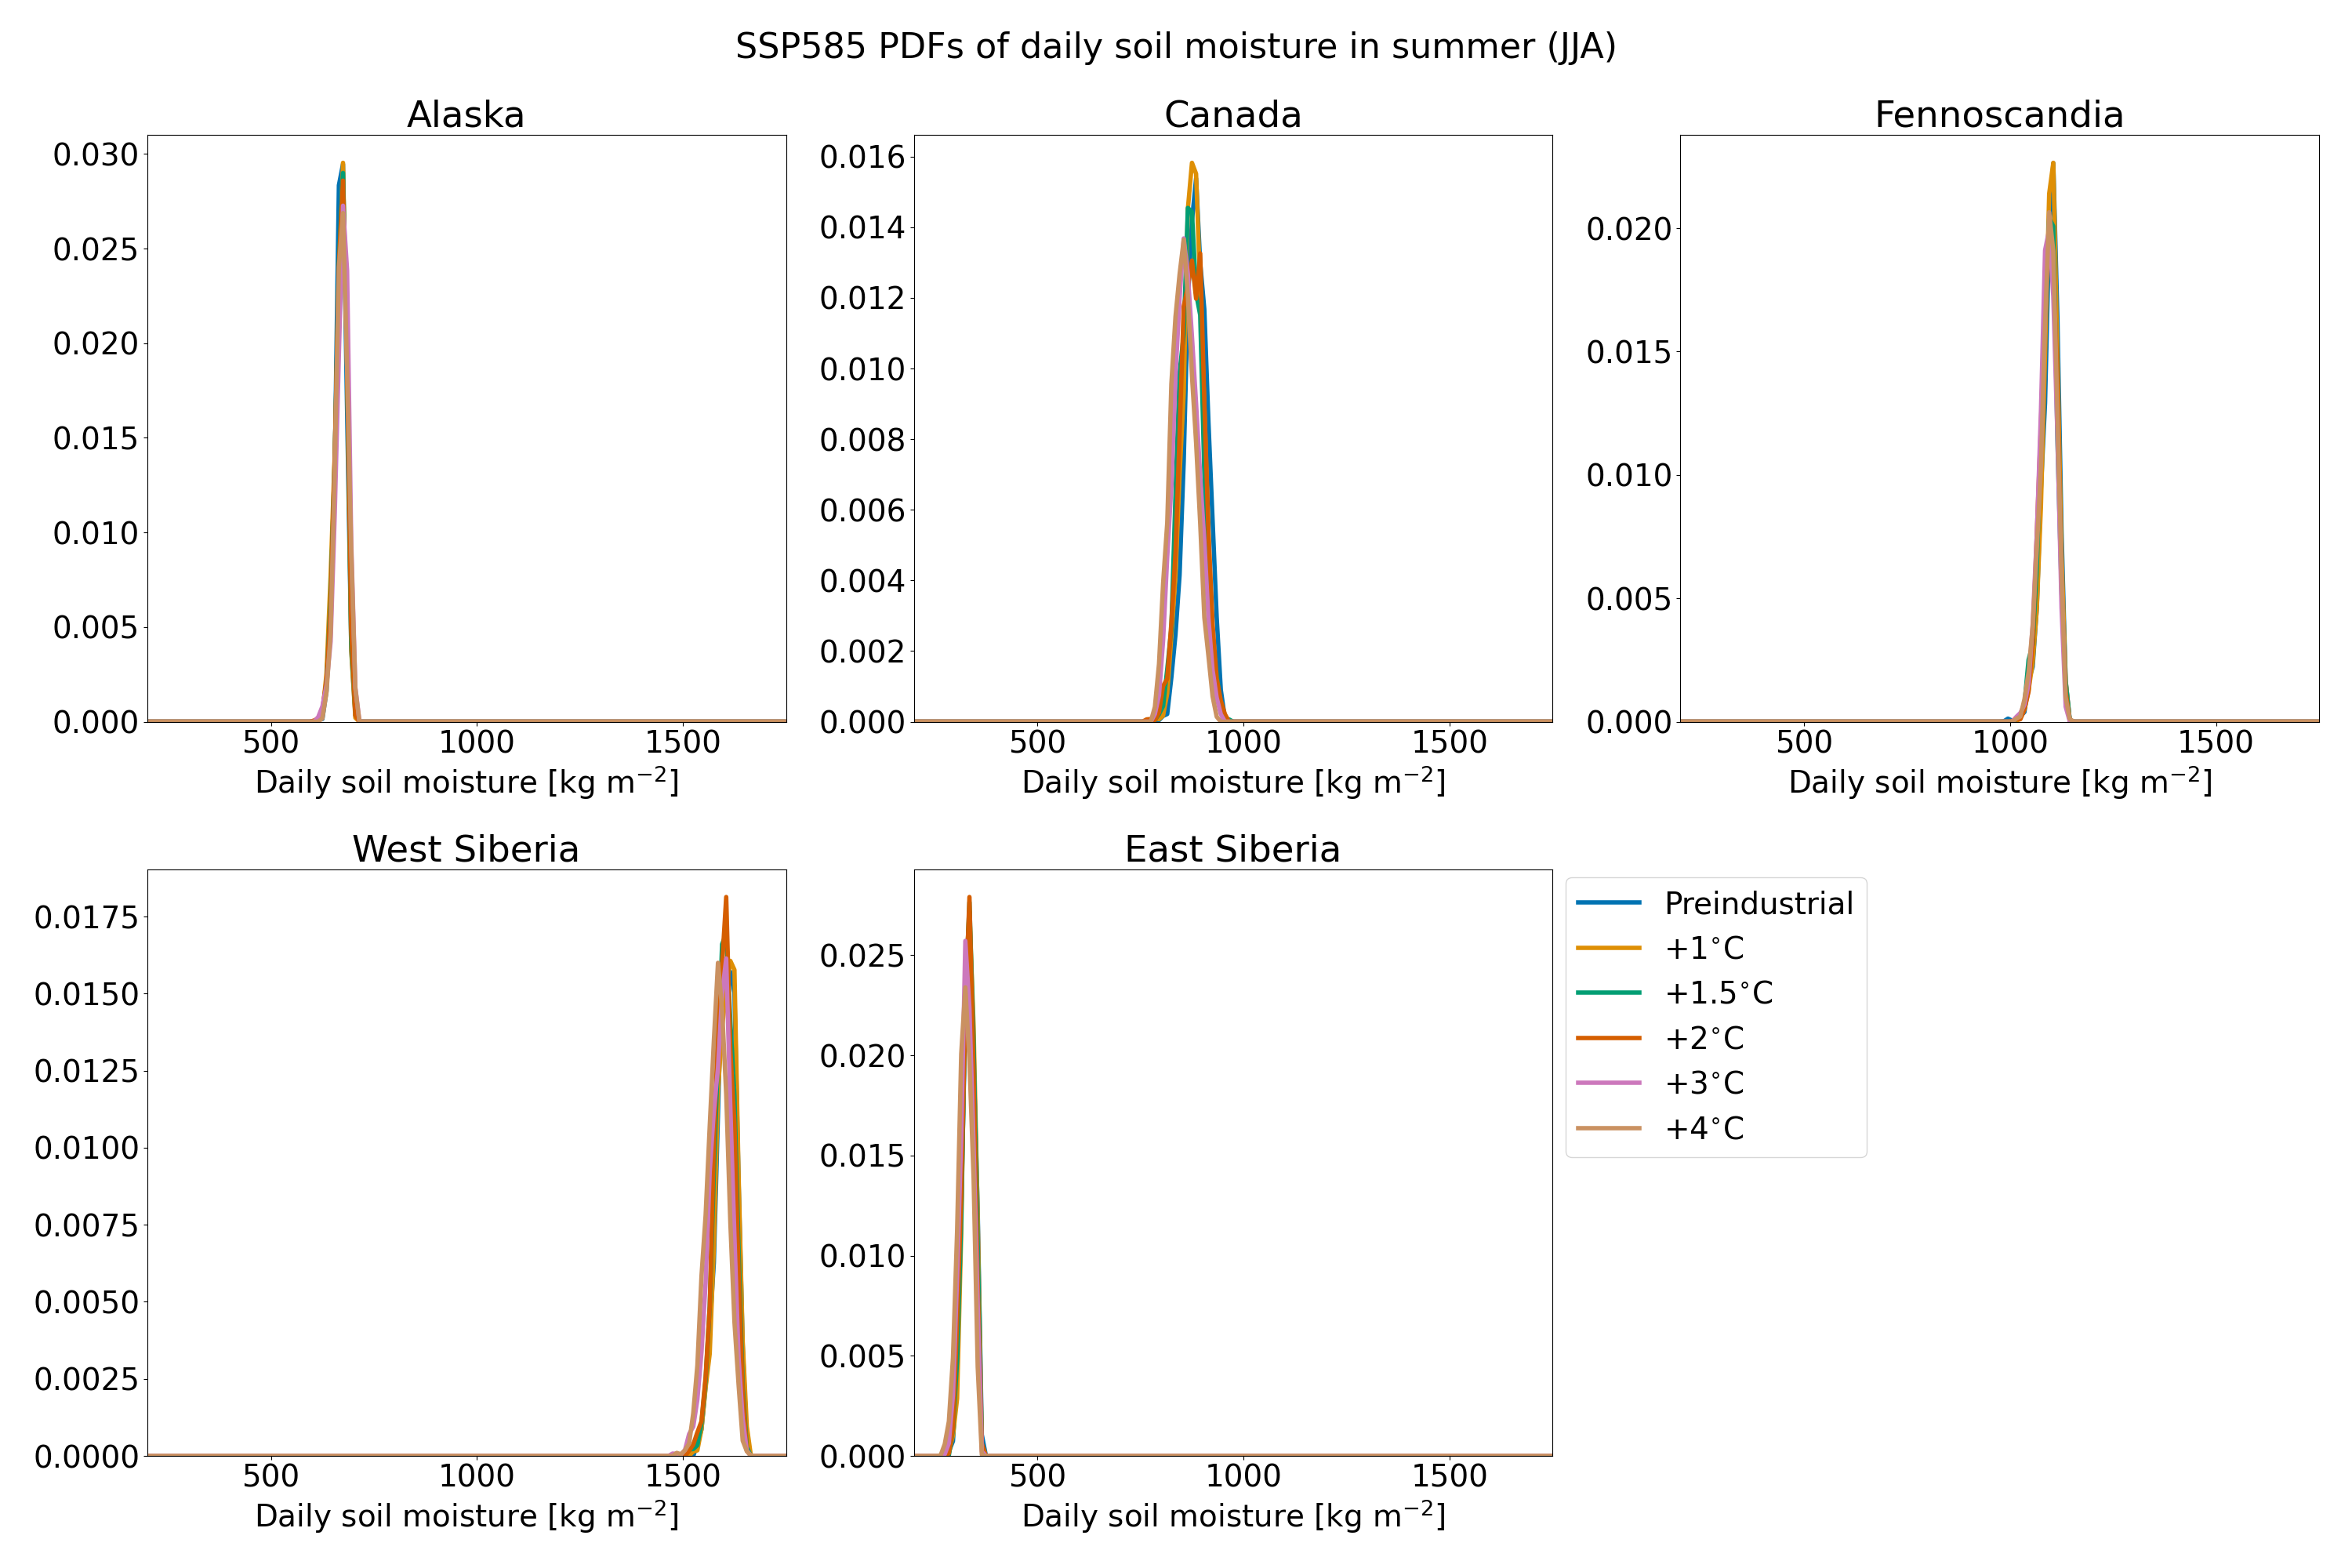 SSP585 PDFs of daily soil moisture in summer (JJA)
Alaska
0.030
0.025
0.020
0.015
0.010
0.005
0.000
500 1000 1500
Daily soil moisture [kg m⁻²]
Canada
0.016
0.014
0.012
0.010
0.008
0.006
0.004
0.002
0.000
500 1000 1500
Daily soil moisture [kg m⁻²]
Fennoscandia
0.020
0.015
0.010
0.005
0.000
500 1000 1500
Daily soil moisture [kg m⁻²]
West Siberia
0.0175
0.0150
0.0125
0.0100
0.0075
0.0050
0.0025
0.0000
500 1000 1500
Daily soil moisture [kg m⁻²]
East Siberia
0.025
0.020
0.015
0.010
0.005
0.000
500 1000 1500
Daily soil moisture [kg m⁻²]
Preindustrial
+1°C
+1.5°C
+2°C
+3°C
+4°C